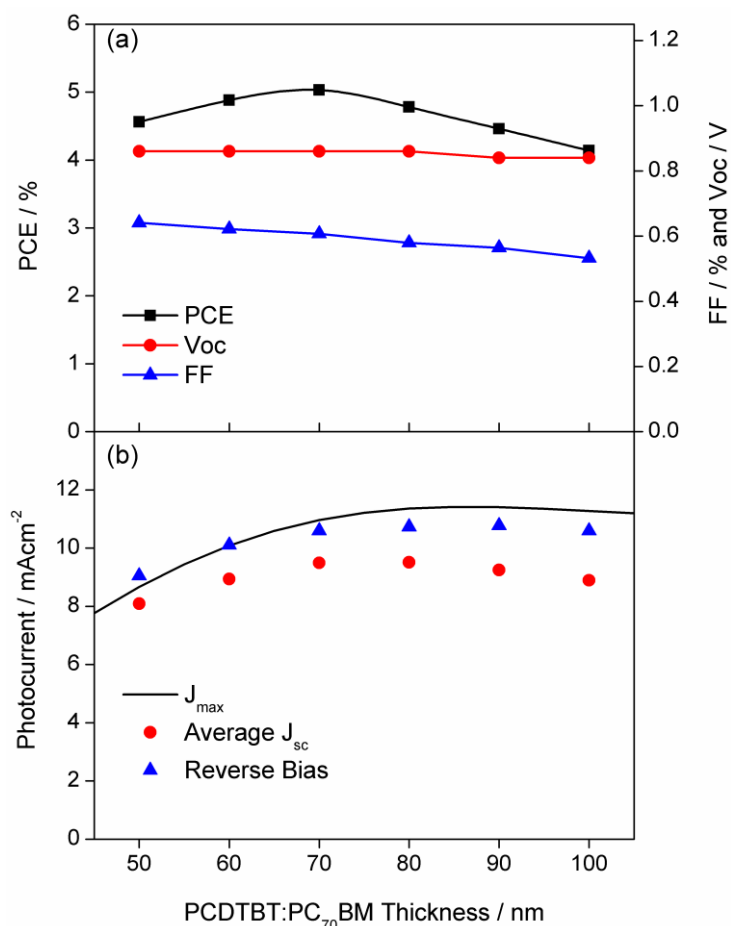 (a)
6
5
4
3
2
1
0
PCE / %
1.2
1.0
0.8
0.6
0.4
0.2
0.0
FF / % and Voc / V
PCE
Voc
FF
(b)
12
10
8
6
4
2
0
Photocurrent / mAcm⁻²
J_max
Average J_sc
Reverse Bias
50 60 70 80 90 100
PCDTBT:PC₇₀BM Thickness / nm